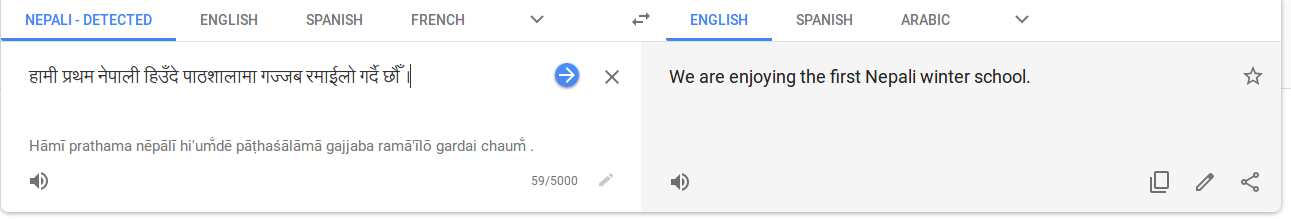 NEPALI - DETECTED ENGLISH SPANISH FRENCH ENGLISH SPANISH ARABIC
हामी प्रथम नेपाली हिउँदे पाठशालामा गज्जब रमाईलो गर्दै छौँ ।
We are enjoying the first Nepali winter school.
Hāmī prathama nēpālī hi'um̐dē pāṭhaśālāmā gajjaba ramā'īlō gardai chaum̐ .
59/5000